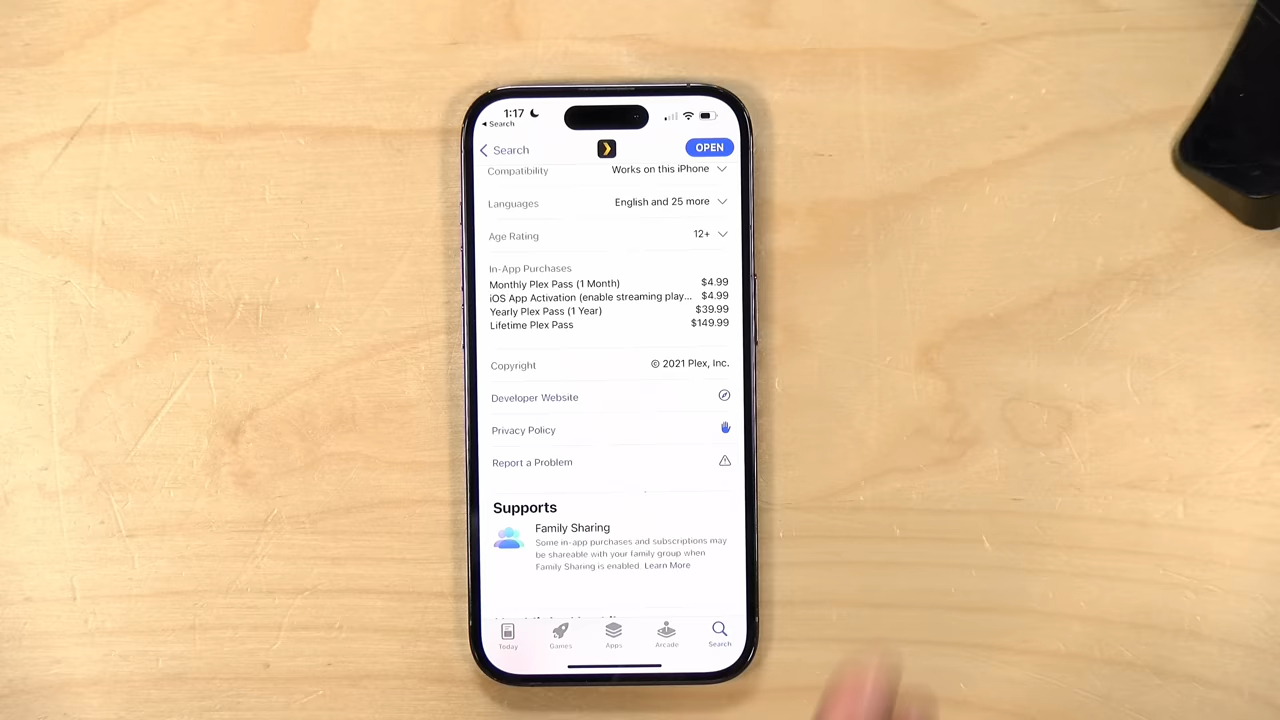 1:17
Search
Search
OPEN
Compatibility Works on this iPhone
Languages English and 25 more
Age Rating 12+
In-App Purchases
Monthly Plex Pass (1 Month) $4.99
iOS App Activation (enable streaming play... $4.99
Yearly Plex Pass (1 Year) $39.99
Lifetime Plex Pass $149.99
Copyright © 2021 Plex, Inc.
Developer Website
Privacy Policy
Report a Problem
Supports
Family Sharing
Some in-app purchases and subscriptions may
be shareable with your family group when
Family Sharing is enabled. Learn More
Today Games Apps Arcade Search